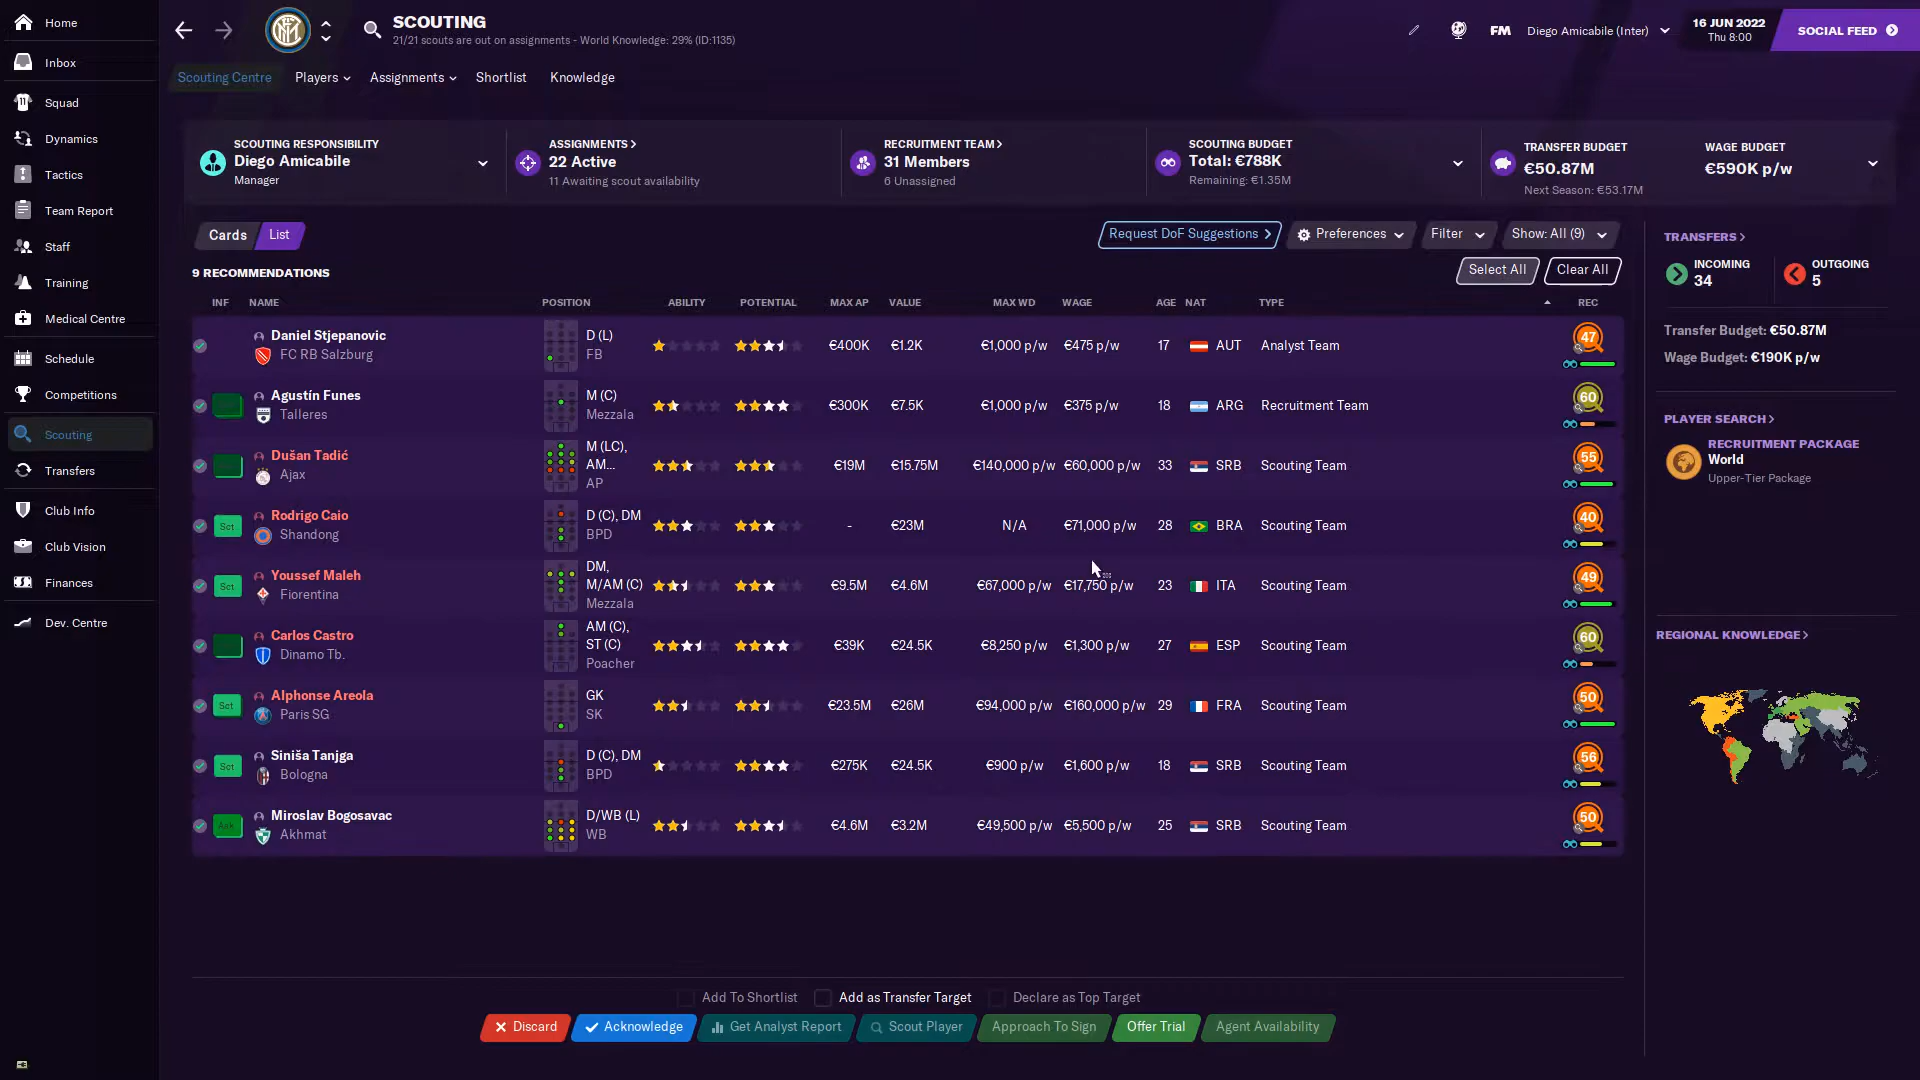 Home
Inbox
Squad
Dynamics
Tactics
Team Report
Staff
Training
Medical Centre
Schedule
Competitions
Scouting
Transfers
Club Info
Club Vision
Finances
Dev. Centre
SCOUTING
21/21 scouts are out on assignments - World Knowledge: 29% (ID:1135)
FM
Diego Amicabile (Inter)
16 JUN 2022
Thu 8:00
SOCIAL FEED
Scouting Centre Players Assignments Shortlist Knowledge
SCOUTING RESPONSIBILITY
Diego Amicabile
Manager
ASSIGNMENTS
22 Active
11 Awaiting scout availability
RECRUITMENT TEAM
31 Members
6 Unassigned
SCOUTING BUDGET
Total: €788K
Remaining: €1.35M
TRANSFER BUDGET
€50.87M
Next Season: €53.17M
WAGE BUDGET
€590K p/w
Cards List
Request DoF Suggestions
Preferences
Filter
Show: All (9)
9 RECOMMENDATIONS
Select All
Clear All
INF NAME POSITION ABILITY POTENTIAL MAX AP VALUE MAX WD WAGE AGE NAT TYPE REC
Daniel Stjepanovic
FC RB Salzburg
D (L)
FB
€400K €1.2K €1,000 p/w €475 p/w 17 AUT Analyst Team 47
Agustín Funes
Talleres
M (C)
Mezzala
€300K €7.5K €1,000 p/w €375 p/w 18 ARG Recruitment Team 60
Dušan Tadić
Ajax
M (LC),
AM...
AP
€19M €15.75M €140,000 p/w €60,000 p/w 33 SRB Scouting Team 55
Sct
Rodrigo Caio
Shandong
D (C), DM
BPD
- €23M N/A €71,000 p/w 28 BRA Scouting Team 40
Sct
Youssef Maleh
Fiorentina
DM,
M/AM (C)
Mezzala
€9.5M €4.6M €67,000 p/w €17,750 p/w 23 ITA Scouting Team 49
Carlos Castro
Dinamo Tb.
AM (C),
ST (C)
Poacher
€39K €24.5K €8,250 p/w €1,300 p/w 27 ESP Scouting Team 60
Sct
Alphonse Areola
Paris SG
GK
SK
€23.5M €26M €94,000 p/w €160,000 p/w 29 FRA Scouting Team 50
Sct
Siniša Tanjga
Bologna
D (C), DM
BPD
€275K €24.5K €900 p/w €1,600 p/w 18 SRB Scouting Team 56
Miroslav Bogosavac
Akhmat
D/WB (L)
WB
€4.6M €3.2M €49,500 p/w €5,500 p/w 25 SRB Scouting Team 50
TRANSFERS
INCOMING
34
OUTGOING
5
Transfer Budget: €50.87M
Wage Budget: €190K p/w
PLAYER SEARCH
RECRUITMENT PACKAGE
World
Upper-Tier Package
REGIONAL KNOWLEDGE
Add To Shortlist Add as Transfer Target Declare as Top Target
Discard Acknowledge Get Analyst Report Scout Player Approach To Sign Offer Trial Agent Availability